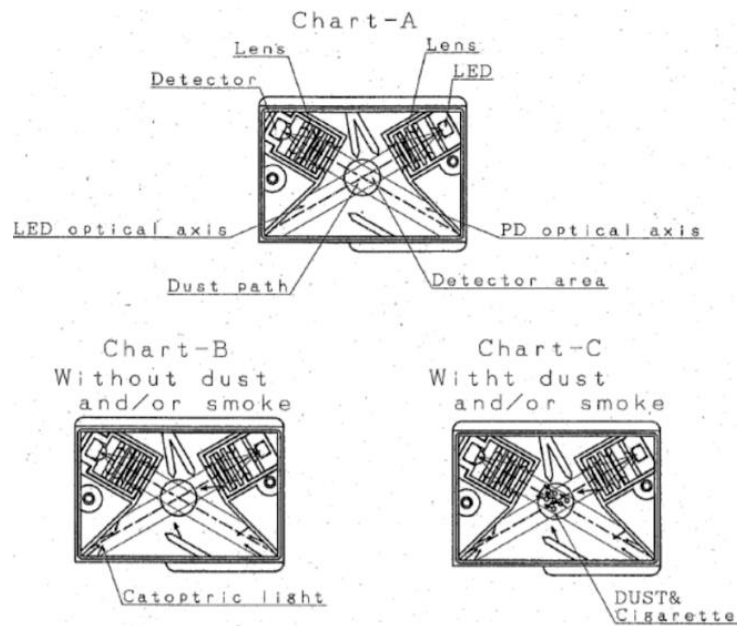 Chart-A
Lens
Lens
Detector
LED
LED optical axis
PD optical axis
Dust path
Detector area
Chart-B
Without dust
and/or smoke
Chart-C
Witht dust
and/or smoke
Catoptric light
DUST&
Cigarette